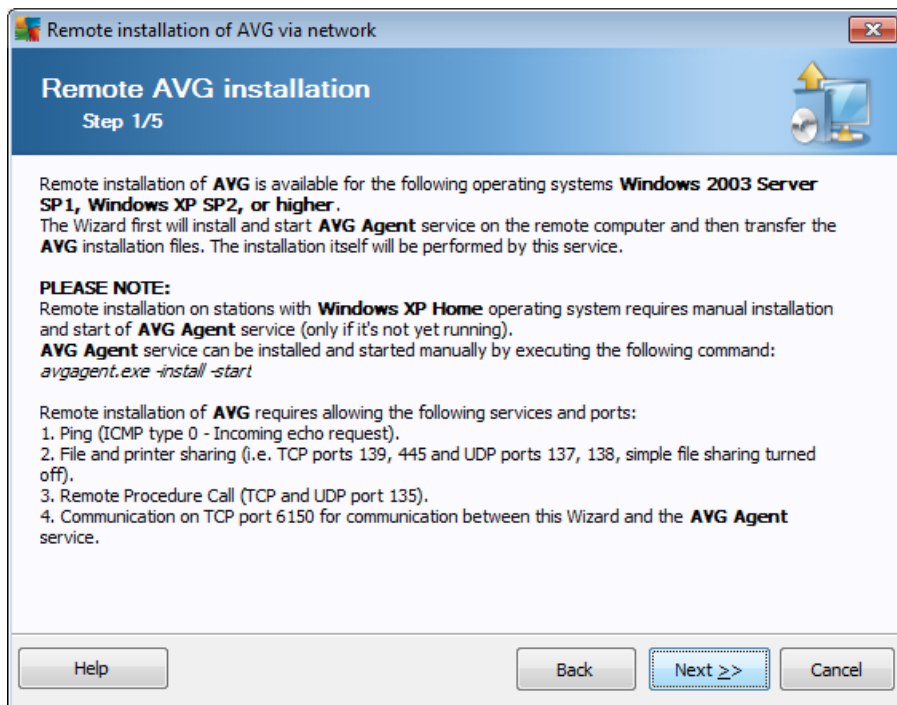 Remote installation of AVG via network
Remote AVG installation
Step 1/5
Remote installation of AVG is available for the following operating systems Windows 2003 Server
SP1, Windows XP SP2, or higher.
The Wizard first will install and start AVG Agent service on the remote computer and then transfer the
AVG installation files. The installation itself will be performed by this service.
PLEASE NOTE:
Remote installation on stations with Windows XP Home operating system requires manual installation
and start of AVG Agent service (only if it's not yet running).
AVG Agent service can be installed and started manually by executing the following command:
avgagent.exe -install -start
Remote installation of AVG requires allowing the following services and ports:
1. Ping (ICMP type 0 - Incoming echo request).
2. File and printer sharing (i.e. TCP ports 139, 445 and UDP ports 137, 138, simple file sharing turned
off).
3. Remote Procedure Call (TCP and UDP port 135).
4. Communication on TCP port 6150 for communication between this Wizard and the AVG Agent
service.
Help
Back
Next >>
Cancel